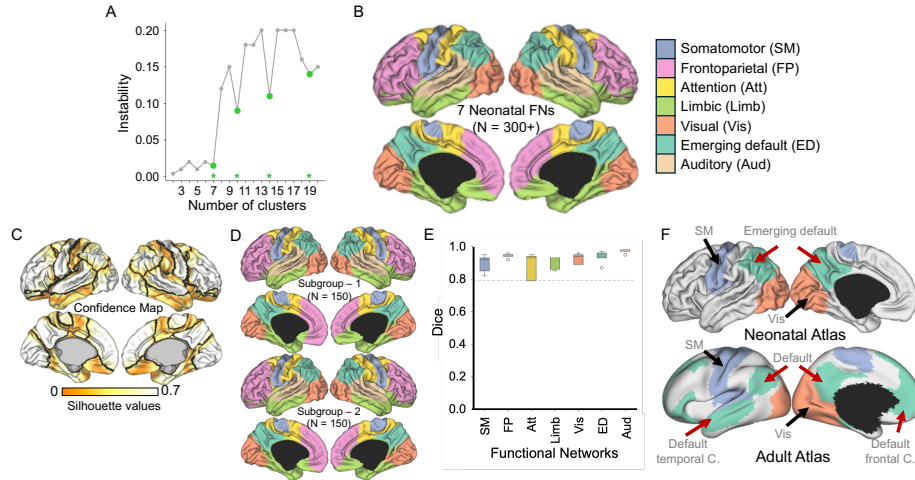 A
Instability
0.20
0.15
0.10
0.05
0.00
3 5 7 9 11 13 15 17 19
Number of clusters
B
7 Neonatal FNs
(N = 300+)
Somatomotor (SM)
Frontoparietal (FP)
Attention (Att)
Limbic (Limb)
Visual (Vis)
Emerging default (ED)
Auditory (Aud)
C
Confidence Map
0 0.7
Silhouette values
D
Subgroup – 1
(N = 150)
Subgroup – 2
(N = 150)
E
Dice
1.0
0.8
0.6
0.4
0.2
0.0
SM FP Att Limb Vis ED Aud
Functional Networks
F
SM
Emerging default
Vis
Neonatal Atlas
SM
Default
Vis
Default
temporal C.
Default
frontal C.
Adult Atlas